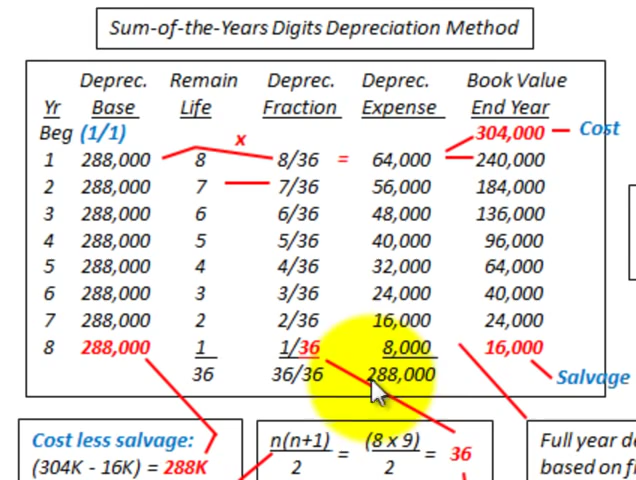 Sum-of-the-Years Digits Depreciation Method
Deprec. Remain Deprec. Deprec. Book Value
Yr Base Life Fraction Expense End Year
Beg (1/1) 304,000 Cost
x
1 288,000 8 8/36 = 64,000 240,000
2 288,000 7 7/36 56,000 184,000
3 288,000 6 6/36 48,000 136,000
4 288,000 5 5/36 40,000 96,000
5 288,000 4 4/36 32,000 64,000
6 288,000 3 3/36 24,000 40,000
7 288,000 2 2/36 16,000 24,000
8 288,000 1 1/36 8,000 16,000
36 36/36 288,000 Salvage
Cost less salvage:
(304K - 16K) = 288K
n(n+1) = (8 x 9) = 36
2 2
Full year d
based on f